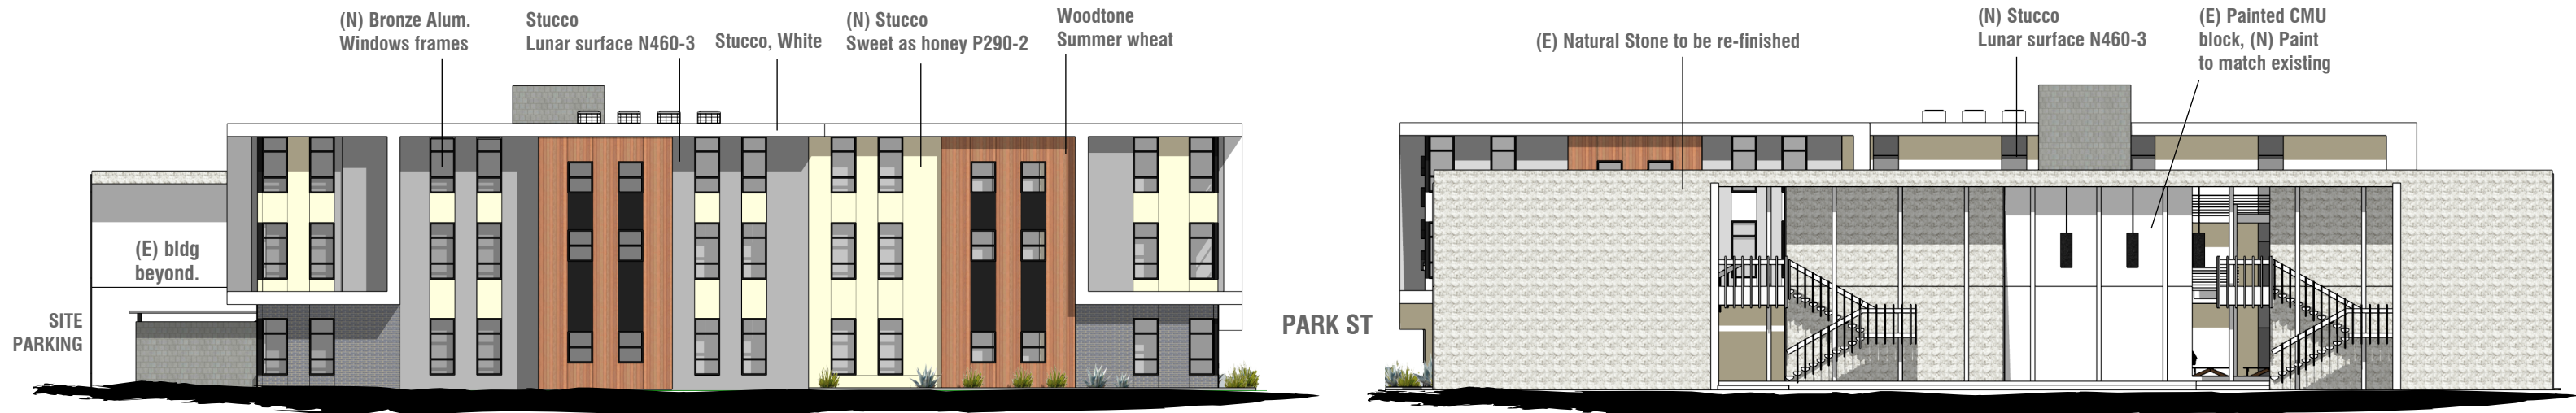 (N) Bronze Alum.
Windows frames
Stucco
Lunar surface N460-3
Stucco, White
(N) Stucco
Sweet as honey P290-2
Woodtone
Summer wheat
(E) Natural Stone to be re-finished
(N) Stucco
Lunar surface N460-3
(E) Painted CMU
block, (N) Paint
to match existing
(E) bldg
beyond.
SITE
PARKING
PARK ST